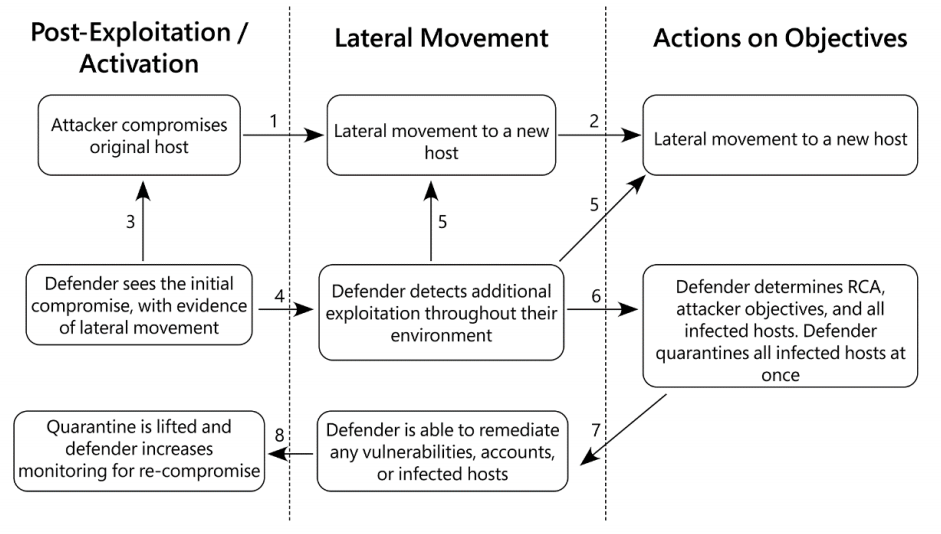 Post-Exploitation /
Activation
Lateral Movement
Actions on Objectives
Attacker compromises
original host
1
Lateral movement to a new
host
2
Lateral movement to a new host
3
5
5
Defender sees the initial
compromise, with evidence
of lateral movement
4
Defender detects additional
exploitation throughout their
environment
6
Defender determines RCA,
attacker objectives, and all
infected hosts. Defender
quarantines all infected hosts at
once
7
Defender is able to remediate
any vulnerabilities, accounts,
or infected hosts
8
Quarantine is lifted and
defender increases
monitoring for re-compromise